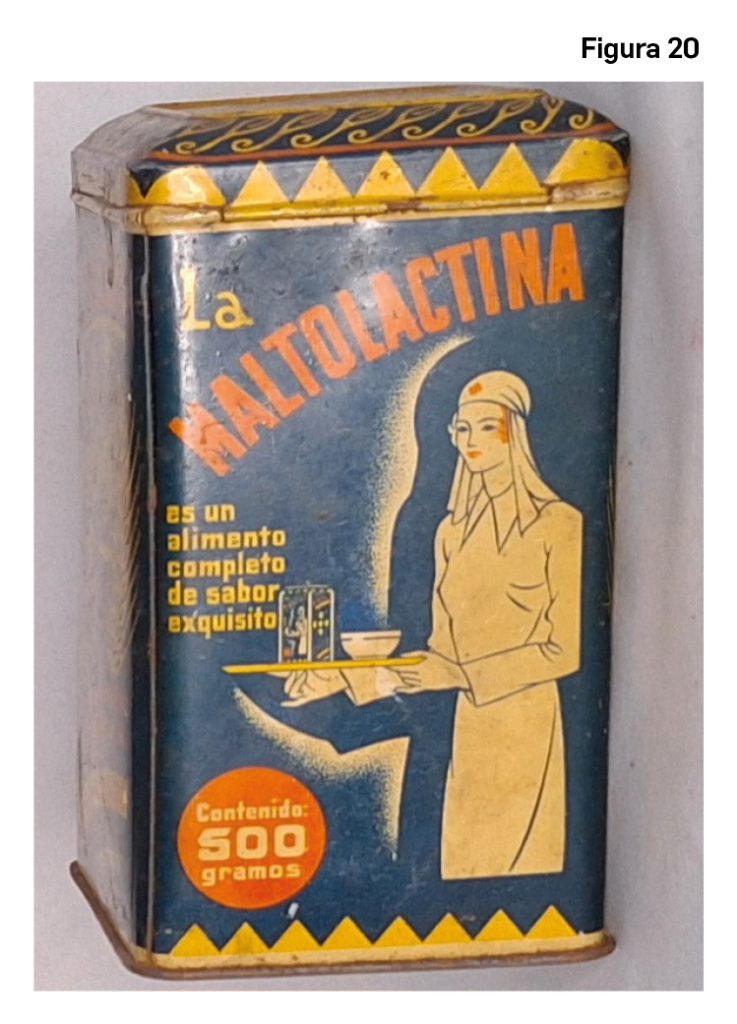 Figura 20
La
MALTOLACTINA
es un
alimento
completo
de sabor
exquisito
Contenido:
500
gramos